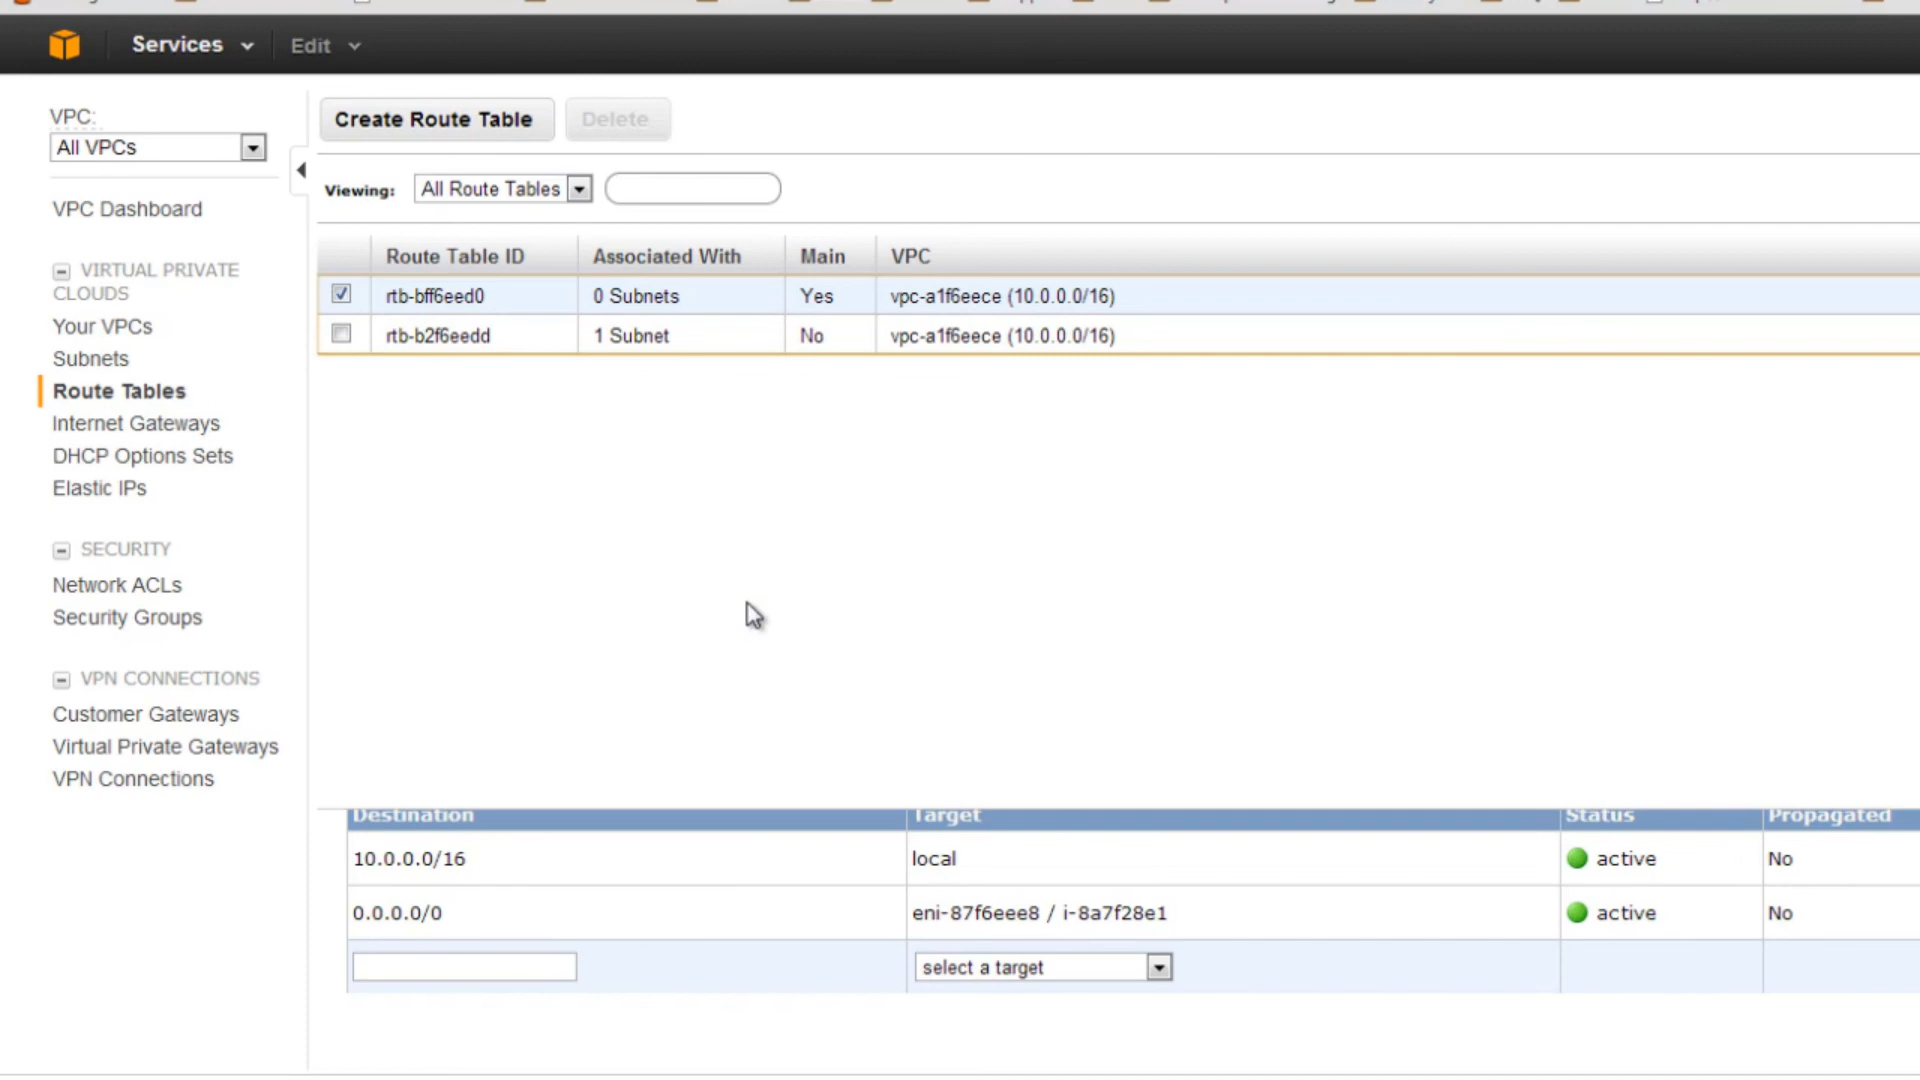 Services Edit
VPC:
All VPCs
VPC Dashboard
VIRTUAL PRIVATE
CLOUDS
Your VPCs
Subnets
Route Tables
Internet Gateways
DHCP Options Sets
Elastic IPs
SECURITY
Network ACLs
Security Groups
VPN CONNECTIONS
Customer Gateways
Virtual Private Gateways
VPN Connections
Create Route Table Delete
Viewing: All Route Tables
Route Table ID Associated With Main VPC
rtb-bff6eed0 0 Subnets Yes vpc-a1f6eece (10.0.0.0/16)
rtb-b2f6eedd 1 Subnet No vpc-a1f6eece (10.0.0.0/16)
Destination Target Status Propagated
10.0.0.0/16 local active No
0.0.0.0/0 eni-87f6eee8 / i-8a7f28e1 active No
select a target